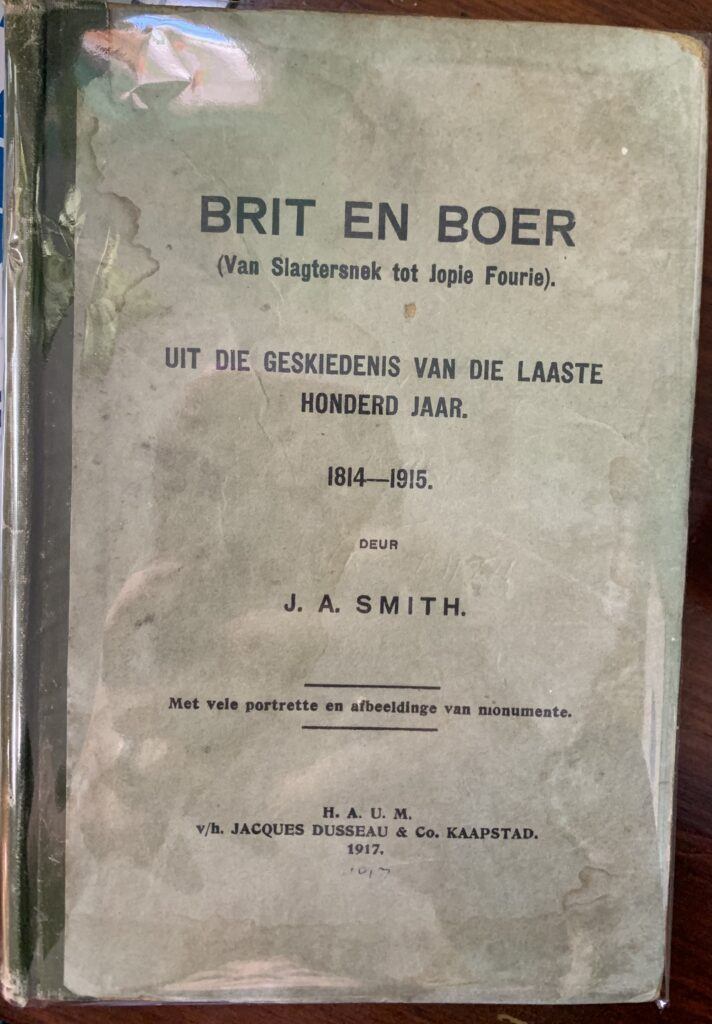 BRIT EN BOER
(Van Slagtersnek tot Jopie Fourie).
UIT DIE GESKIEDENIS VAN DIE LAASTE
HONDERD JAAR.
1814—1915.
DEUR
J. A. SMITH.
Met vele portrette en afbeeldinge van monumente.
H. A. U. M.
v/h. JACQUES DUSSEAU & Co. KAAPSTAD.
1917.